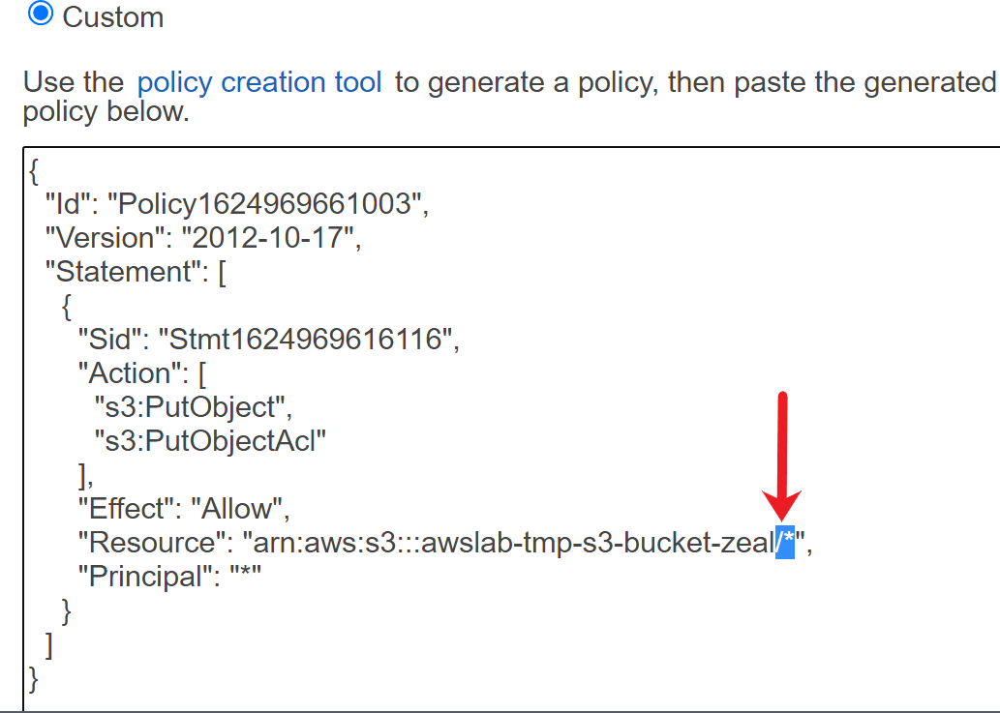 Custom
Use the policy creation tool to generate a policy, then paste the generated
policy below.
{
"Id": "Policy1624969661003",
"Version": "2012-10-17",
"Statement": [
{
"Sid": "Stmt1624969616116",
"Action": [
"s3:PutObject",
"s3:PutObjectAcl"
],
"Effect": "Allow",
"Resource": "arn:aws:s3:::awslab-tmp-s3-bucket-zeal/*",
"Principal": "*"
}
]
}